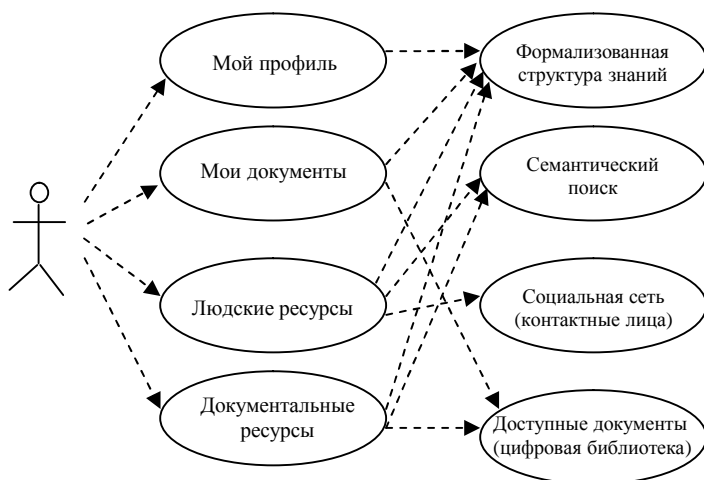 Мой профиль
Мои документы
Людские ресурсы
Документальные
ресурсы
Формализованная
структура знаний
Семантический
поиск
Социальная сеть
(контактные лица)
Доступные документы
(цифровая библиотека)